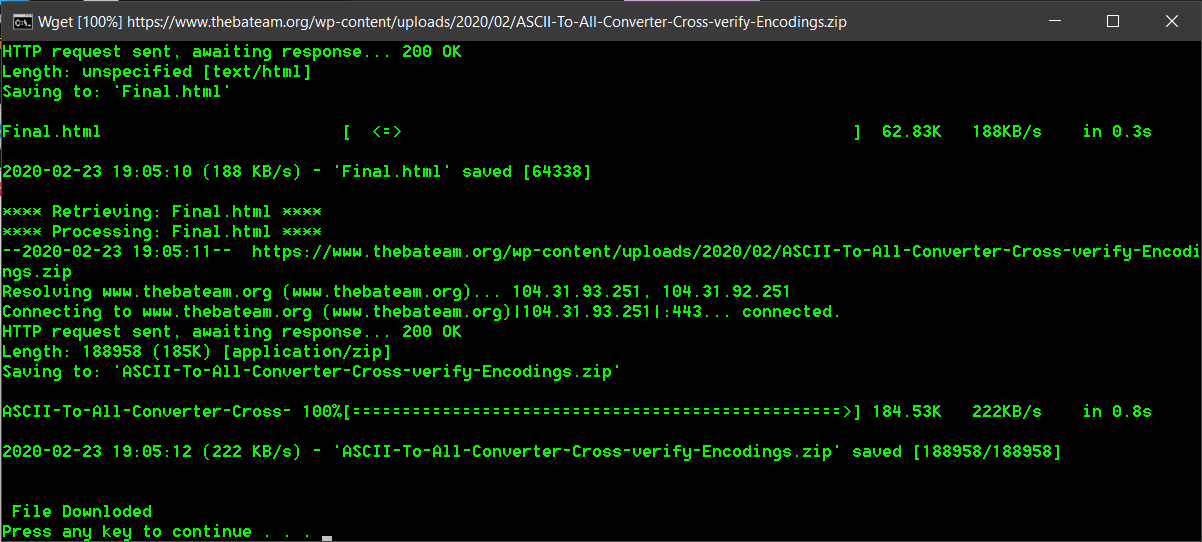 Wget [100%] https://www.thebateam.org/wp-content/uploads/2020/02/ASCII-To-All-Converter-Cross-verify-Encodings.zip
HTTP request sent, awaiting response... 200 OK
Length: unspecified [text/html]
Saving to: 'Final.html'
Final.html [ <=> ] 62.83K 188KB/s in 0.3s
2020-02-23 19:05:10 (188 KB/s) - 'Final.html' saved [64338]
**** Retrieving: Final.html ****
**** Processing: Final.html ****
--2020-02-23 19:05:11-- https://www.thebateam.org/wp-content/uploads/2020/02/ASCII-To-All-Converter-Cross-verify-Encodi
ngs.zip
Resolving www.thebateam.org (www.thebateam.org)... 104.31.93.251, 104.31.92.251
Connecting to www.thebateam.org (www.thebateam.org)|104.31.93.251|:443... connected.
HTTP request sent, awaiting response... 200 OK
Length: 188958 (185K) [application/zip]
Saving to: 'ASCII-To-All-Converter-Cross-verify-Encodings.zip'
ASCII-To-All-Converter-Cross- 100%[=================================================>] 184.53K 222KB/s in 0.8s
2020-02-23 19:05:12 (222 KB/s) - 'ASCII-To-All-Converter-Cross-verify-Encodings.zip' saved [188958/188958]
File Downloded
Press any key to continue . . .